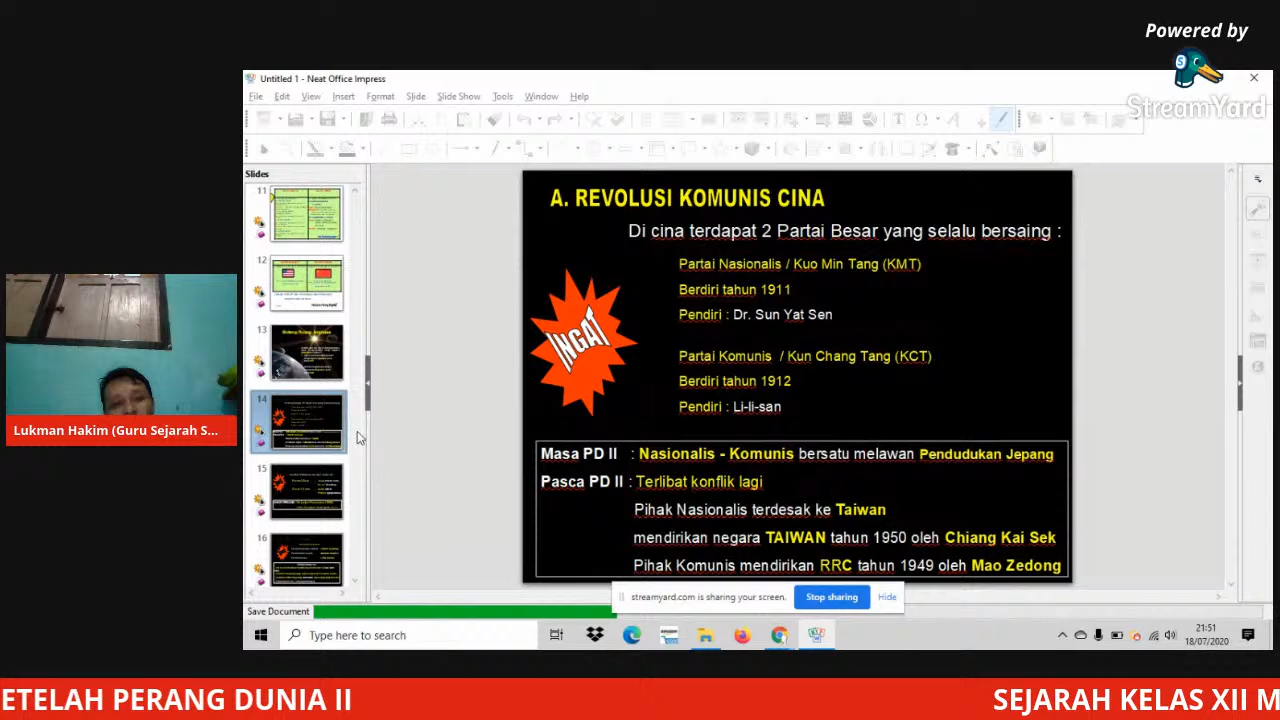 Powered by
StreamYard
Untitled 1 - Neat Office Impress
File Edit View Insert Format Slide Slide Show Tools Window Help
Slides
11
12
13
14
15
16
A. REVOLUSI KOMUNIS CINA
Di cina terdapat 2 Partai Besar yang selalu bersaing :
Partai Nasionalis / Kuo Min Tang (KMT)
Berdiri tahun 1911
Pendiri : Dr. Sun Yat Sen
INGAT
Partai Komunis / Kun Chang Tang (KCT)
Berdiri tahun 1912
Pendiri : Li-li-san
Masa PD II : Nasionalis - Komunis bersatu melawan Pendudukan Jepang
Pasca PD II : Terlibat konflik lagi
Pihak Nasionalis terdesak ke Taiwan
mendirikan negara TAIWAN tahun 1950 oleh Chiang Kai Sek
Pihak Komunis mendirikan RRC tahun 1949 oleh Mao Zedong
Lukman Hakim (Guru Sejarah S...
streamyard.com is sharing your screen. Stop sharing Hide
Save Document
Type here to search
21:51
18/07/2020
ETELAH PERANG DUNIA II
SEJARAH KELAS XII M